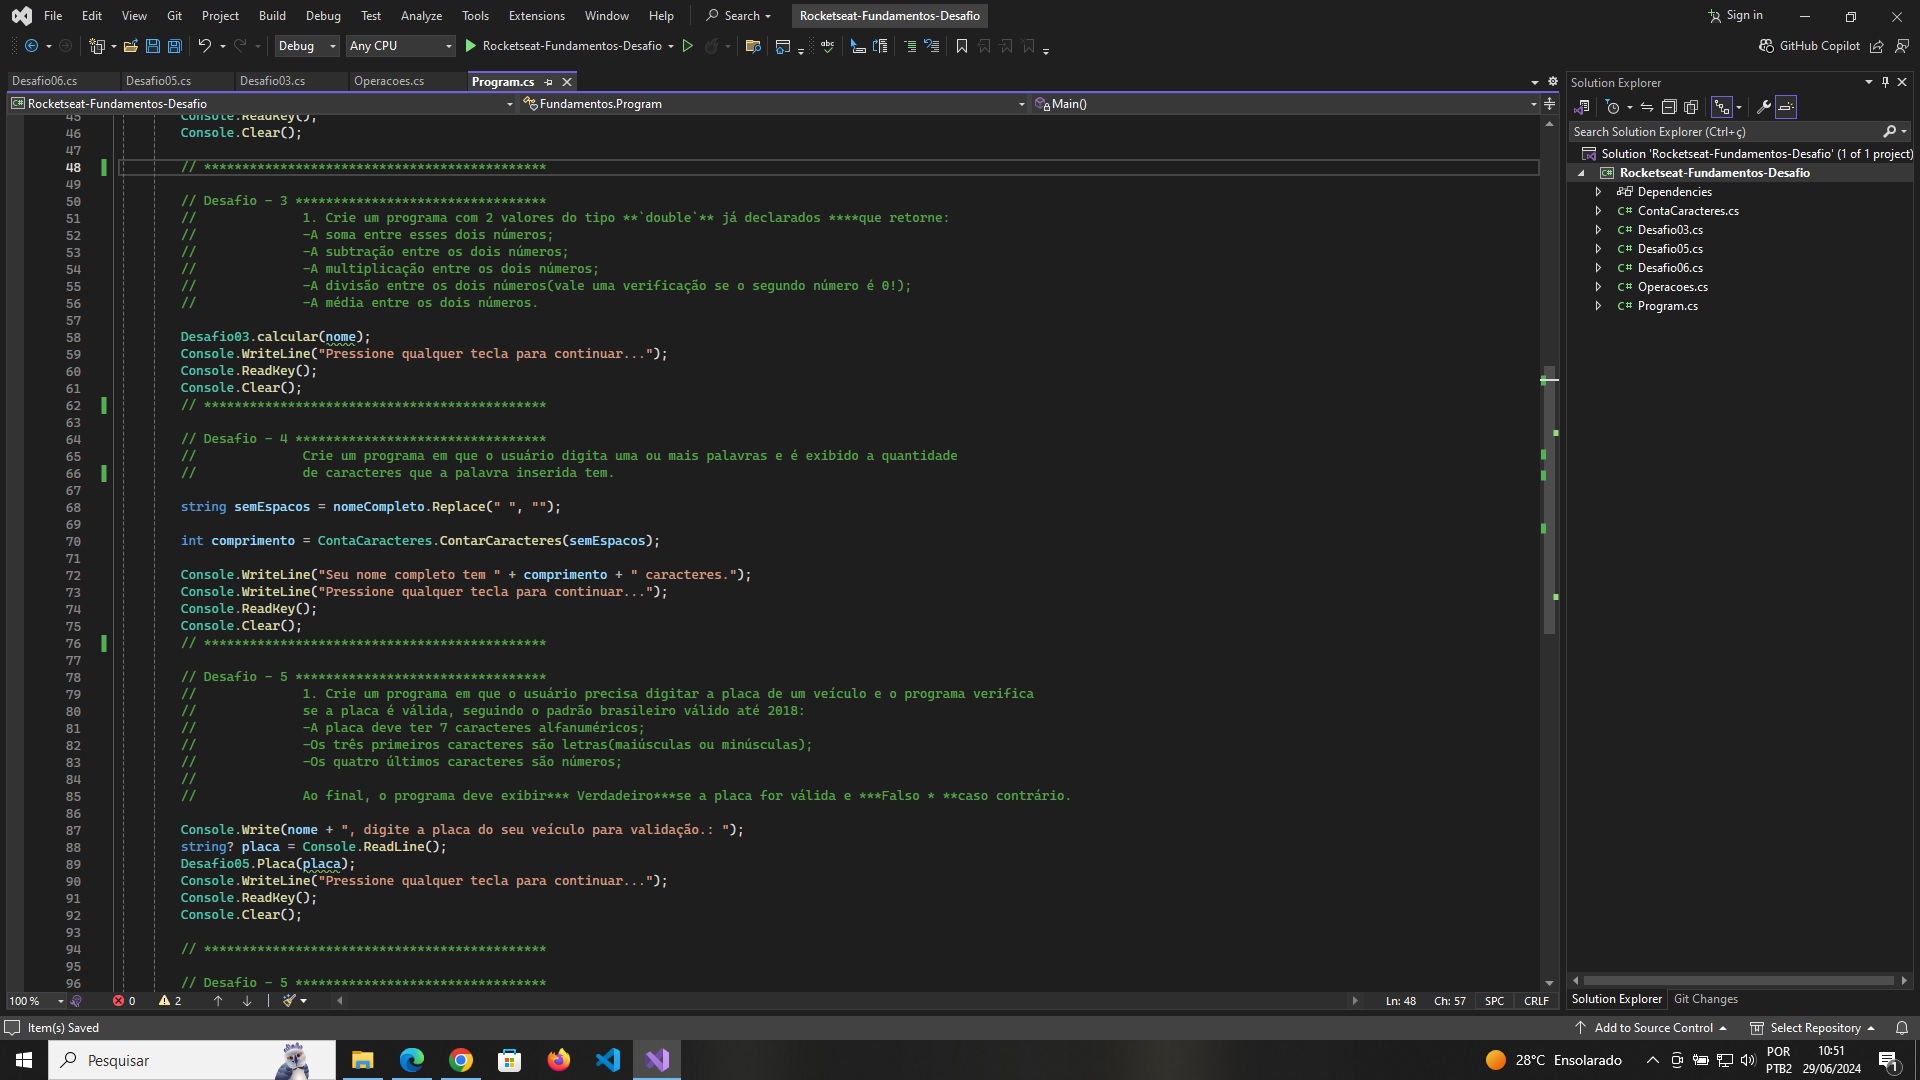 File Edit View Git Project Build Debug Test Analyze Tools Extensions Window Help Search Rocketseat-Fundamentos-Desafio Sign in
Debug Any CPU Rocketseat-Fundamentos-Desafio GitHub Copilot
Desafio06.cs Desafio05.cs Desafio03.cs Operacoes.cs Program.cs
Rocketseat-Fundamentos-Desafio Fundamentos.Program Main()
45 Console.ReadKey();
46 Console.Clear();
47
48 // *********************************************
49
50 // Desafio - 3 *********************************
51 // 1. Crie um programa com 2 valores do tipo **`double`** já declarados ****que retorne:
52 // -A soma entre esses dois números;
53 // -A subtração entre os dois números;
54 // -A multiplicação entre os dois números;
55 // -A divisão entre os dois números(vale uma verificação se o segundo número é 0!);
56 // -A média entre os dois números.
57
58 Desafio03.calcular(nome);
59 Console.WriteLine("Pressione qualquer tecla para continuar...");
60 Console.ReadKey();
61 Console.Clear();
62 // *********************************************
63
64 // Desafio - 4 *********************************
65 // Crie um programa em que o usuário digita uma ou mais palavras e é exibido a quantidade
66 // de caracteres que a palavra inserida tem.
67
68 string semEspacos = nomeCompleto.Replace(" ", "");
69
70 int comprimento = ContaCaracteres.ContarCaracteres(semEspacos);
71
72 Console.WriteLine("Seu nome completo tem " + comprimento + " caracteres.");
73 Console.WriteLine("Pressione qualquer tecla para continuar...");
74 Console.ReadKey();
75 Console.Clear();
76 // *********************************************
77
78 // Desafio - 5 *********************************
79 // 1. Crie um programa em que o usuário precisa digitar a placa de um veículo e o programa verifica
80 // se a placa é válida, seguindo o padrão brasileiro válido até 2018:
81 // -A placa deve ter 7 caracteres alfanuméricos;
82 // -Os três primeiros caracteres são letras(maiúsculas ou minúsculas);
83 // -Os quatro últimos caracteres são números;
84 //
85 // Ao final, o programa deve exibir*** Verdadeiro***se a placa for válida e ***Falso * **caso contrário.
86
87 Console.Write(nome + ", digite a placa do seu veículo para validação.: ");
88 string? placa = Console.ReadLine();
89 Desafio05.Placa(placa);
90 Console.WriteLine("Pressione qualquer tecla para continuar...");
91 Console.ReadKey();
92 Console.Clear();
93
94 // *********************************************
95
96 // Desafio - 5 *********************************
100 % 0 2 Ln: 48 Ch: 57 SPC CRLF
Solution Explorer
Search Solution Explorer (Ctrl+ç)
Solution 'Rocketseat-Fundamentos-Desafio' (1 of 1 project)
Rocketseat-Fundamentos-Desafio
Dependencies
C# ContaCaracteres.cs
C# Desafio03.cs
C# Desafio05.cs
C# Desafio06.cs
C# Operacoes.cs
C# Program.cs
Solution Explorer Git Changes
Item(s) Saved Add to Source Control Select Repository
Pesquisar 28°C Ensolarado POR 10:51
PTB2 29/06/2024 1